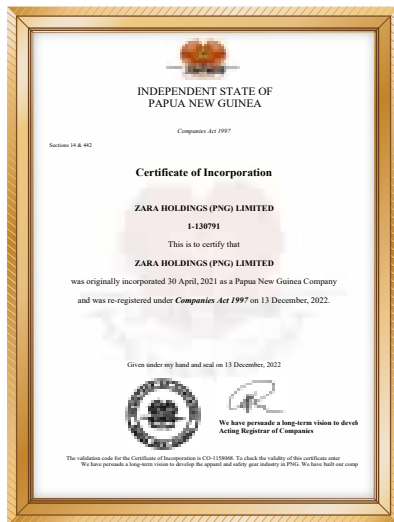 INDEPENDENT STATE OF
PAPUA NEW GUINEA
Companies Act 1997
Sections 14 & 442
Certificate of Incorporation
ZARA HOLDINGS (PNG) LIMITED
1-130791
This is to certify that
ZARA HOLDINGS (PNG) LIMITED
was originally incorporated 30 April, 2021 as a Papua New Guinea Company
and was re-registered under Companies Act 1997 on 13 December, 2022.
Given under my hand and seal on 13 December, 2022
We have persuade a long-term vision to develo
Acting Registrar of Companies
The validation code for the Certificate of Incorporation is CO-1158068. To check the validity of this certificate enter
We have persuade a long-term vision to develop the apparel and safety gear industry in PNG. We have built our comp